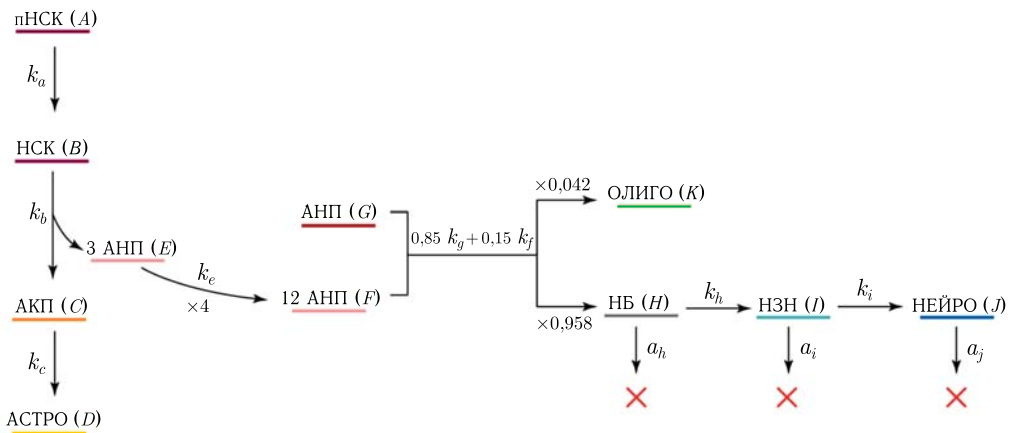 пНСК (A)
k_a
НСК (B)
k_b
3 АНП (E)
k_e
×4
АКП (C)
k_c
АСТРО (D)
АНП (G)
12 АНП (F)
0,85 k_g + 0,15 k_f
×0,042
ОЛИГО (K)
×0,958
НБ (H)
k_h
НЗН (I)
k_i
НЕЙРО (J)
a_h
a_i
a_j